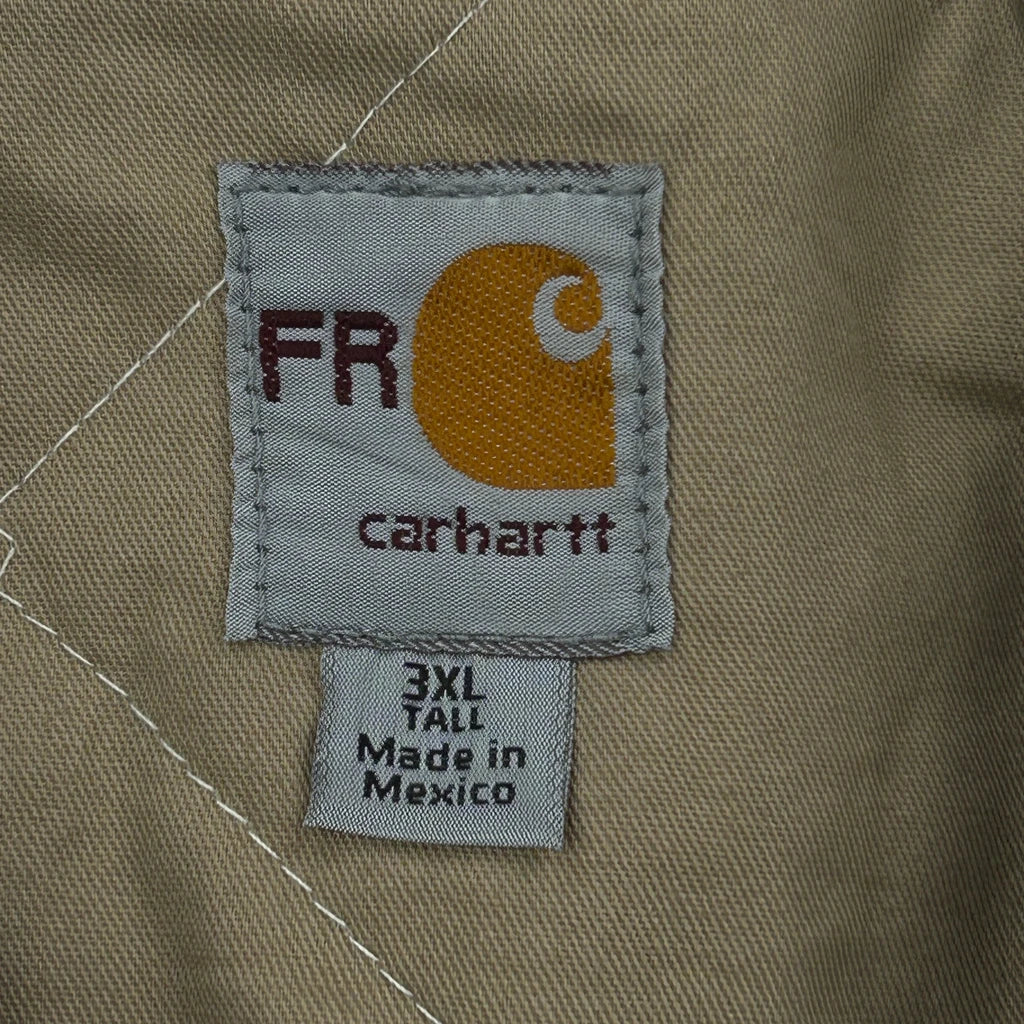 FR
carhartt
3XL
TALL
Made in
Mexico